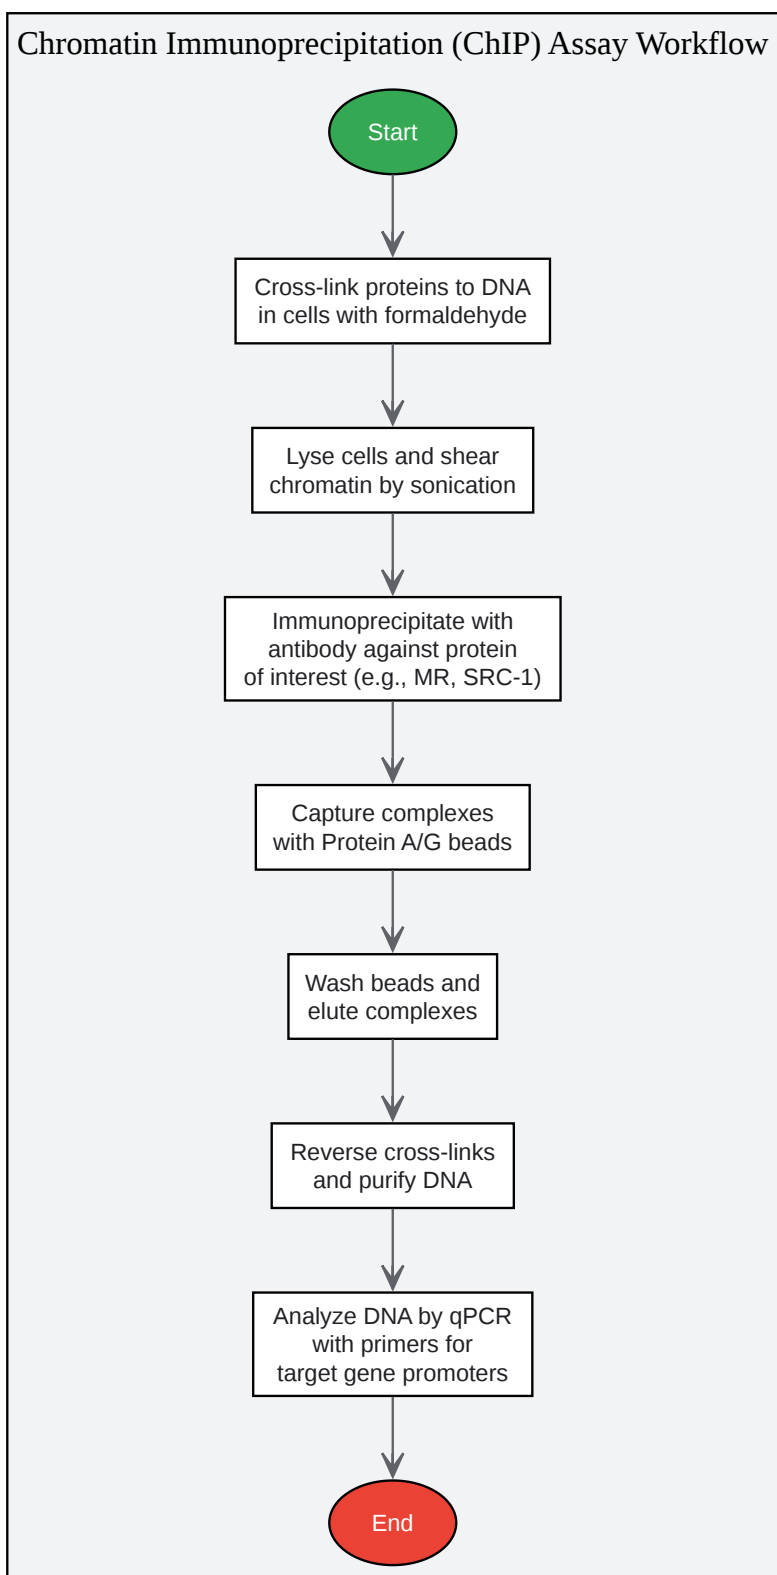 Chromatin Immunoprecipitation (ChIP) Assay Workflow
Start
Cross-link proteins to DNA
in cells with formaldehyde
Lyse cells and shear
chromatin by sonication
Immunoprecipitate with
antibody against protein
of interest (e.g., MR, SRC-1)
Capture complexes
with Protein A/G beads
Wash beads and
elute complexes
Reverse cross-links
and purify DNA
Analyze DNA by qPCR
with primers for
target gene promoters
End